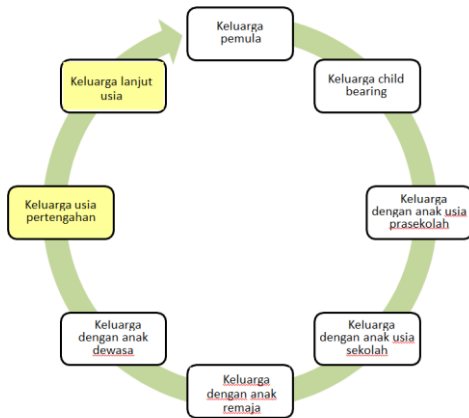 Keluarga
pemula
Keluarga child
bearing
Keluarga
dengan anak usia
prasekolah
Keluarga
dengan anak usia
sekolah
Keluarga
dengan anak
remaja
Keluarga
dengan anak
dewasa
Keluarga usia
pertengahan
Keluarga lanjut
usia